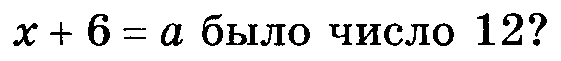 x + 6 = a было число 12?